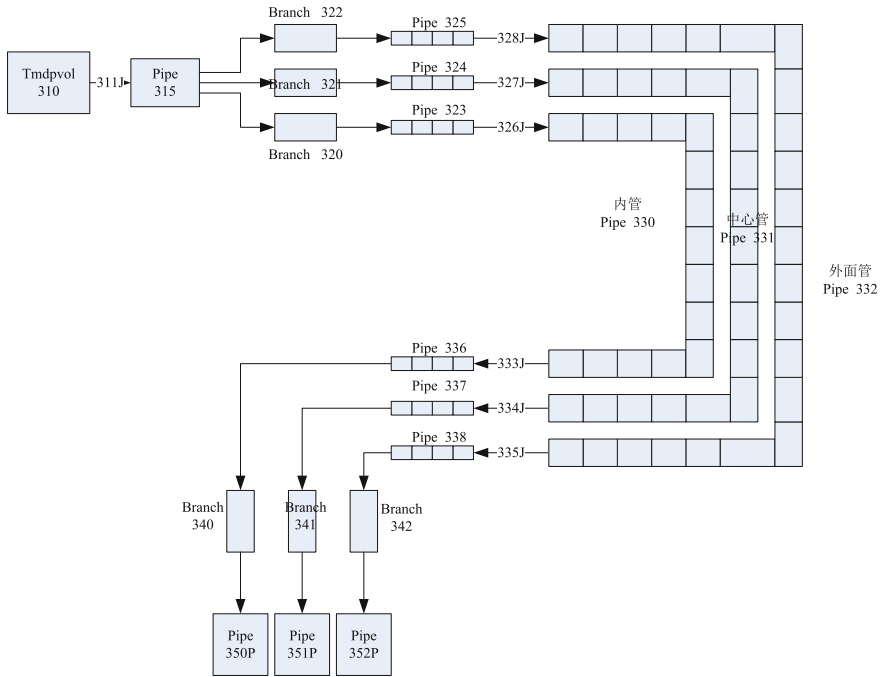 Branch 322
Pipe 325
328J
Tmdpvol
310
311J
Pipe
315
Branch 321
Pipe 324
327J
Pipe 323
326J
Branch 320
内管
Pipe 330
中心管
Pipe 331
外面管
Pipe 332
Pipe 336
333J
Pipe 337
334J
Pipe 338
335J
Branch
340
Branch
341
Branch
342
Pipe
350P
Pipe
351P
Pipe
352P